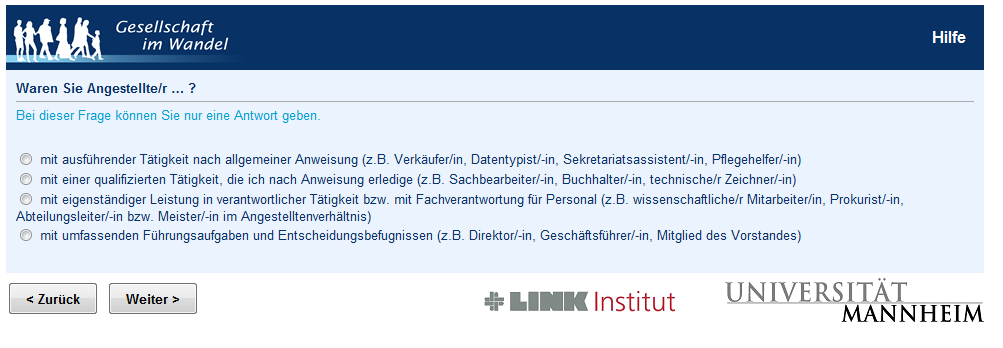 Gesellschaft
im Wandel
Hilfe
Waren Sie Angestellte/r ... ?
Bei dieser Frage können Sie nur eine Antwort geben.
mit ausführender Tätigkeit nach allgemeiner Anweisung (z.B. Verkäufer/in, Datentypist/-in, Sekretariatsassistent/-in, Pflegehelfer/-in)
mit einer qualifizierten Tätigkeit, die ich nach Anweisung erledige (z.B. Sachbearbeiter/-in, Buchhalter/-in, technische/r Zeichner/-in)
mit eigenständiger Leistung in verantwortlicher Tätigkeit bzw. mit Fachverantwortung für Personal (z.B. wissenschaftliche/r Mitarbeiter/in, Prokurist/-in,
Abteilungsleiter/-in bzw. Meister/-in im Angestelltenverhältnis)
mit umfassenden Führungsaufgaben und Entscheidungsbefugnissen (z.B. Direktor/-in, Geschäftsführer/-in, Mitglied des Vorstandes)
< Zurück
Weiter >
LINK Institut
UNIVERSITÄT
MANNHEIM